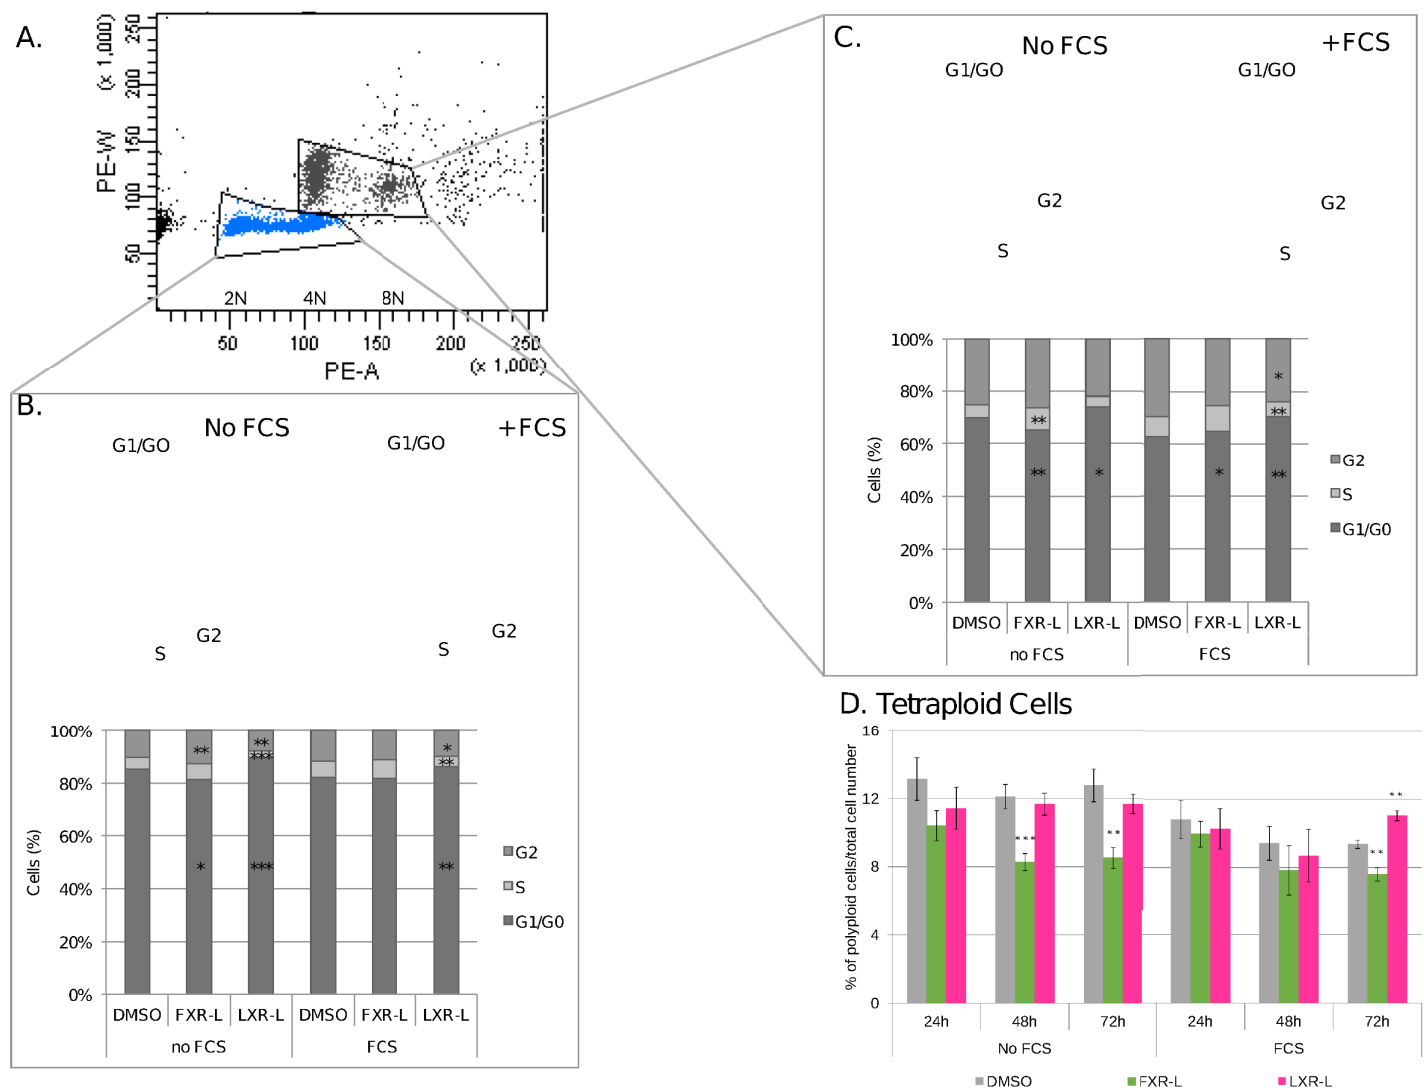 A.
PE-W (x 1,000)
50 100 150 200 250
2N 4N 8N
50 100 150 200 250
PE-A (x 1,000)
B.
No FCS +FCS
G1/GO G1/GO
G2 G2
S S
100%
80%
60%
40%
20%
0%
Cells (%)
** ** *
*** **
* *** **
G2
S
G1/G0
DMSO FXR-L LXR-L DMSO FXR-L LXR-L
no FCS FCS
C.
No FCS +FCS
G1/GO G1/GO
G2 G2
S S
100%
80%
60%
40%
20%
0%
Cells (%)
*
** **
** * * **
G2
S
G1/G0
DMSO FXR-L LXR-L DMSO FXR-L LXR-L
no FCS FCS
D. Tetraploid Cells
16
12
8
4
0
% of polyploid cells/total cell number
*** ** ** **
24h 48h 72h 24h 48h 72h
No FCS FCS
DMSO FXR-L LXR-L